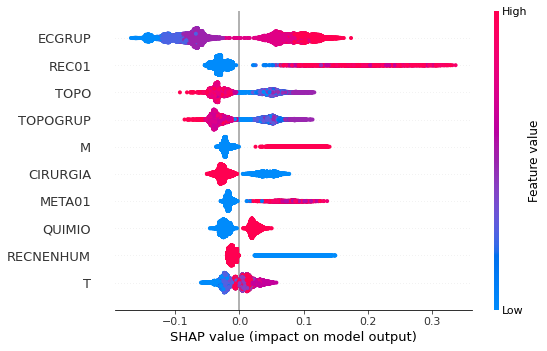 High
ECGRUP
REC01
TOPO
TOPOGRUP
M
CIRURGIA
META01
QUIMIO
RECNENHUM
T
Feature value
Low
−0.1 0.0 0.1 0.2 0.3
SHAP value (impact on model output)